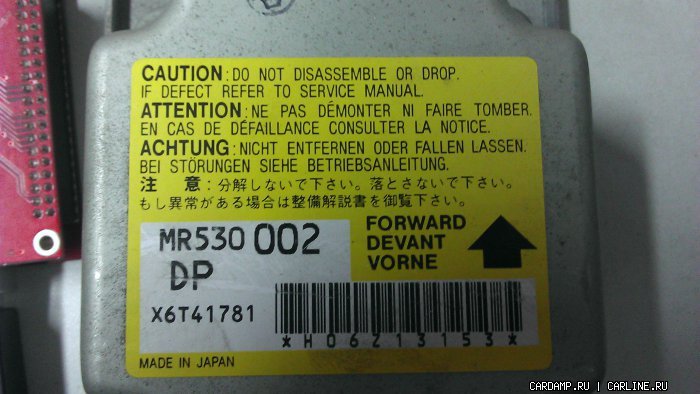 CAUTION : DO NOT DISASSEMBLE OR DROP.
IF DEFECT REFER TO SERVICE MANUAL.
ATTENTION : NE PAS DÉMONTER NI FAIRE TOMBER.
EN CAS DE DÉFAILLANCE CONSULTER LA NOTICE.
ACHTUNG : NICHT ENTFERNEN ODER FALLEN LASSEN.
BEI STÖRUNGEN SIEHE BETRIEBSANLEITUNG.
注 意 : 分解しないで下さい。落とさないで下さい。
もし異常がある場合は整備解説書を御覧下さい。
MR530 002
DP
X6T41781
FORWARD
DEVANT
VORNE
*H06Z13153*
MADE IN JAPAN
CARDAMP.RU | CARLINE.RU